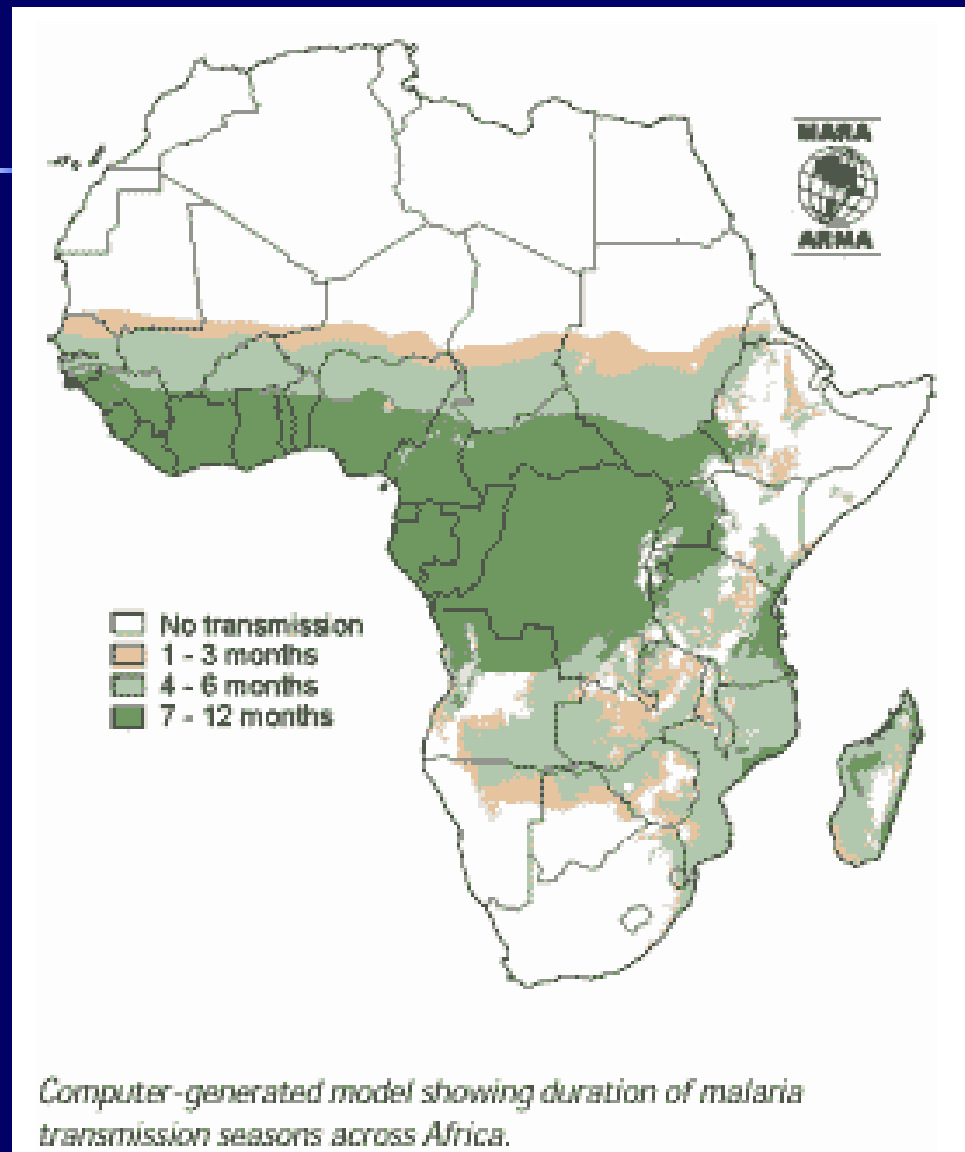 MARA
ARMA
No transmission
1 - 3 months
4 - 6 months
7 - 12 months
Computer-generated model showing duration of malaria
transmission seasons across Africa.